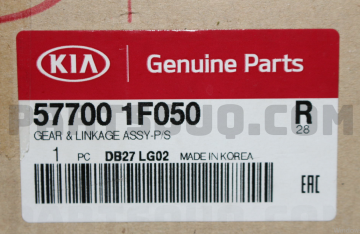 KIA Genuine Parts
57700 1F050 R
28
GEAR & LINKAGE ASSY-P/S
1 PC DB27 LG02 MADE IN KOREA
EAC